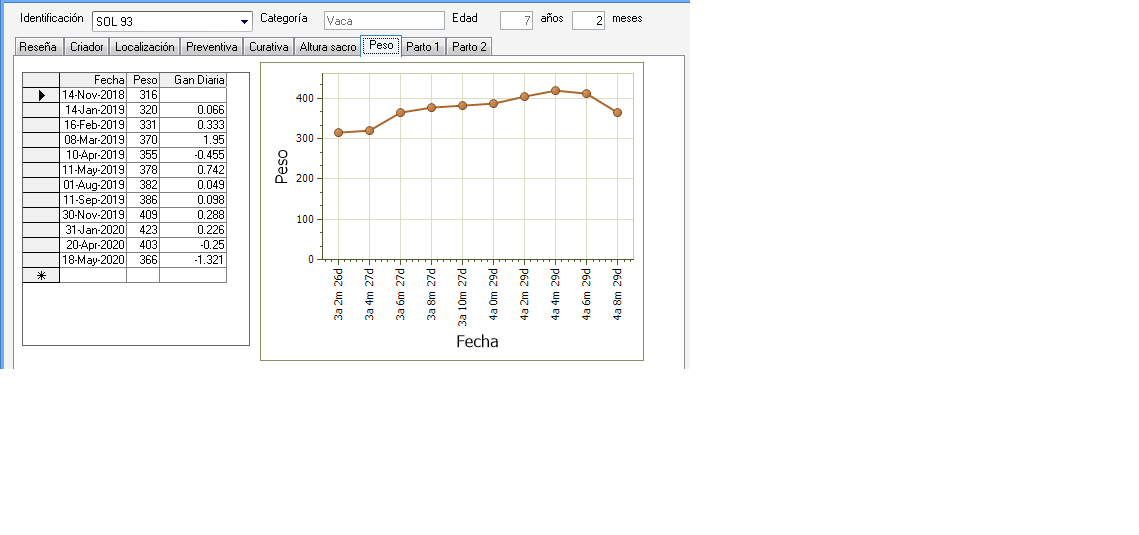 Identificación SOL 93 Categoría Vaca Edad 7 años 2 meses
Reseña Criador Localización Preventiva Curativa Altura sacro Peso Parto 1 Parto 2
Fecha Peso Gan Diaria
14-Nov-2018 316
14-Jan-2019 320 0.066
16-Feb-2019 331 0.333
08-Mar-2019 370 1.95
10-Apr-2019 355 -0.455
11-May-2019 378 0.742
01-Aug-2019 382 0.049
11-Sep-2019 386 0.098
30-Nov-2019 409 0.288
31-Jan-2020 423 0.226
20-Apr-2020 403 -0.25
18-May-2020 366 -1.321
Peso
400
300
200
100
0
3a 2m 26d
3a 4m 27d
3a 6m 27d
3a 8m 27d
3a 10m 27d
4a 0m 29d
4a 2m 29d
4a 4m 29d
4a 6m 29d
4a 8m 29d
Fecha